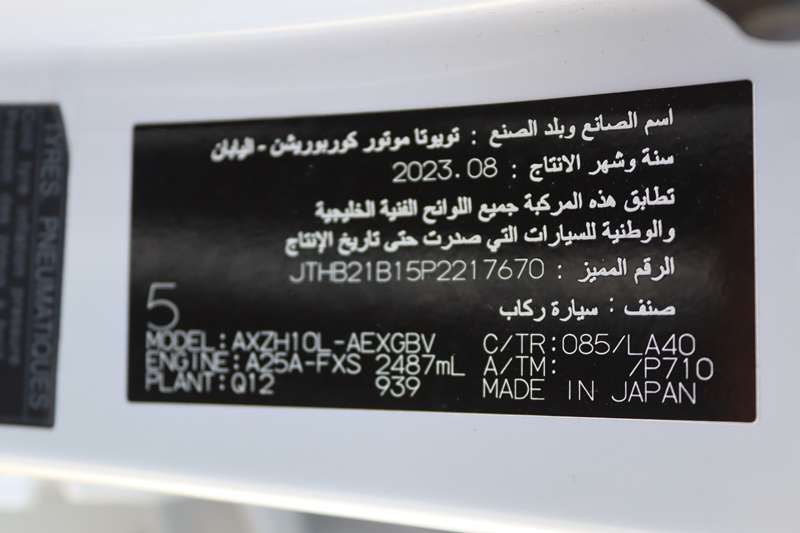 اسم الصانع وبلد الصنع : تويوتا موتور كوربوريشن - اليابان
سنة وشهر الانتاج : 2023.08
تطابق هذه المركبة جميع اللوائح الفنية الخليجية
والوطنية للسيارات التي صدرت حتى تاريخ الإنتاج
الرقم المميز : JTHB21B15P2217670
صنف : سيارة ركاب
5
MODEL:AXZH10L-AEXGBV C/TR:085/LA40
ENGINE:A25A-FXS 2487mL A/TM: /P710
PLANT:Q12 939 MADE IN JAPAN
TYRES PNEUMATIQUES